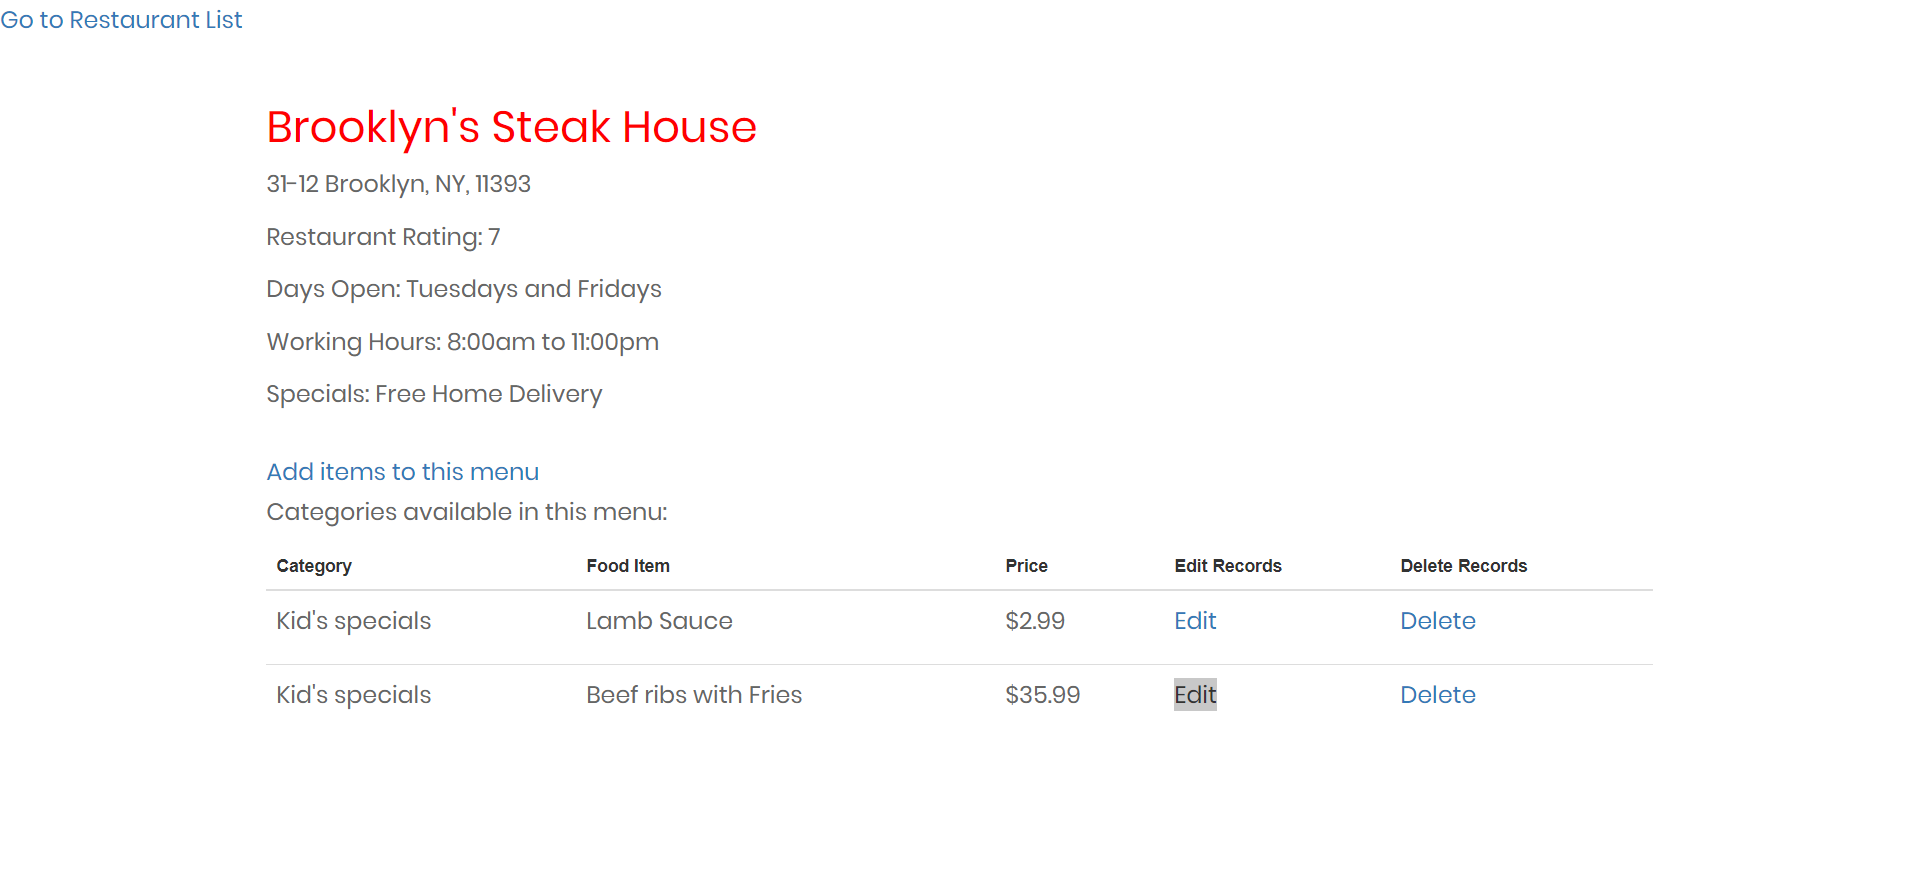 Go to Restaurant List
Brooklyn's Steak House
31-12 Brooklyn, NY, 11393
Restaurant Rating: 7
Days Open: Tuesdays and Fridays
Working Hours: 8:00am to 11:00pm
Specials: Free Home Delivery
Add items to this menu
Categories available in this menu:
Category Food Item Price Edit Records Delete Records
Kid's specials Lamb Sauce $2.99 Edit Delete
Kid's specials Beef ribs with Fries $35.99 Edit Delete